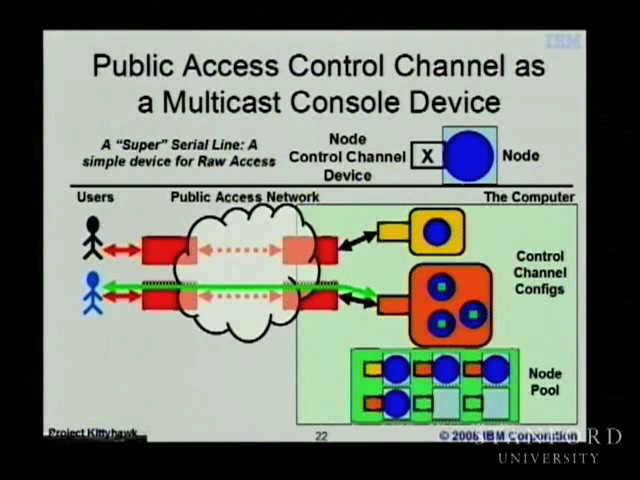 IBM
Public Access Control Channel as
a Multicast Console Device
A "Super" Serial Line: A
simple device for Raw Access
Node
Control Channel
Device
X
Node
Users
Public Access Network
The Computer
Control
Channel
Configs
Node
Pool
Project Kittyhawk
22
© 2008 IBM Corporation
STANFORD
UNIVERSITY